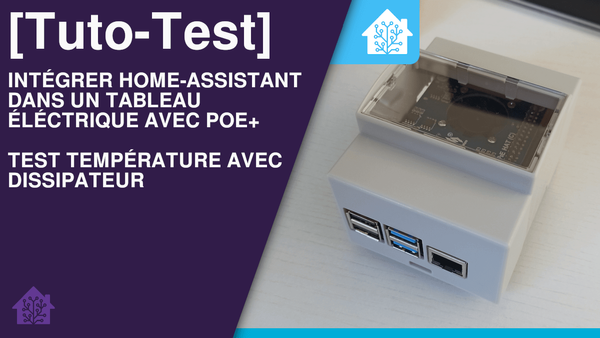 [Tuto-Test]
INTÉGRER HOME-ASSISTANT
DANS UN TABLEAU
ÉLÉCTRIQUE AVEC POE+
TEST TEMPÉRATURE AVEC
DISSIPATEUR